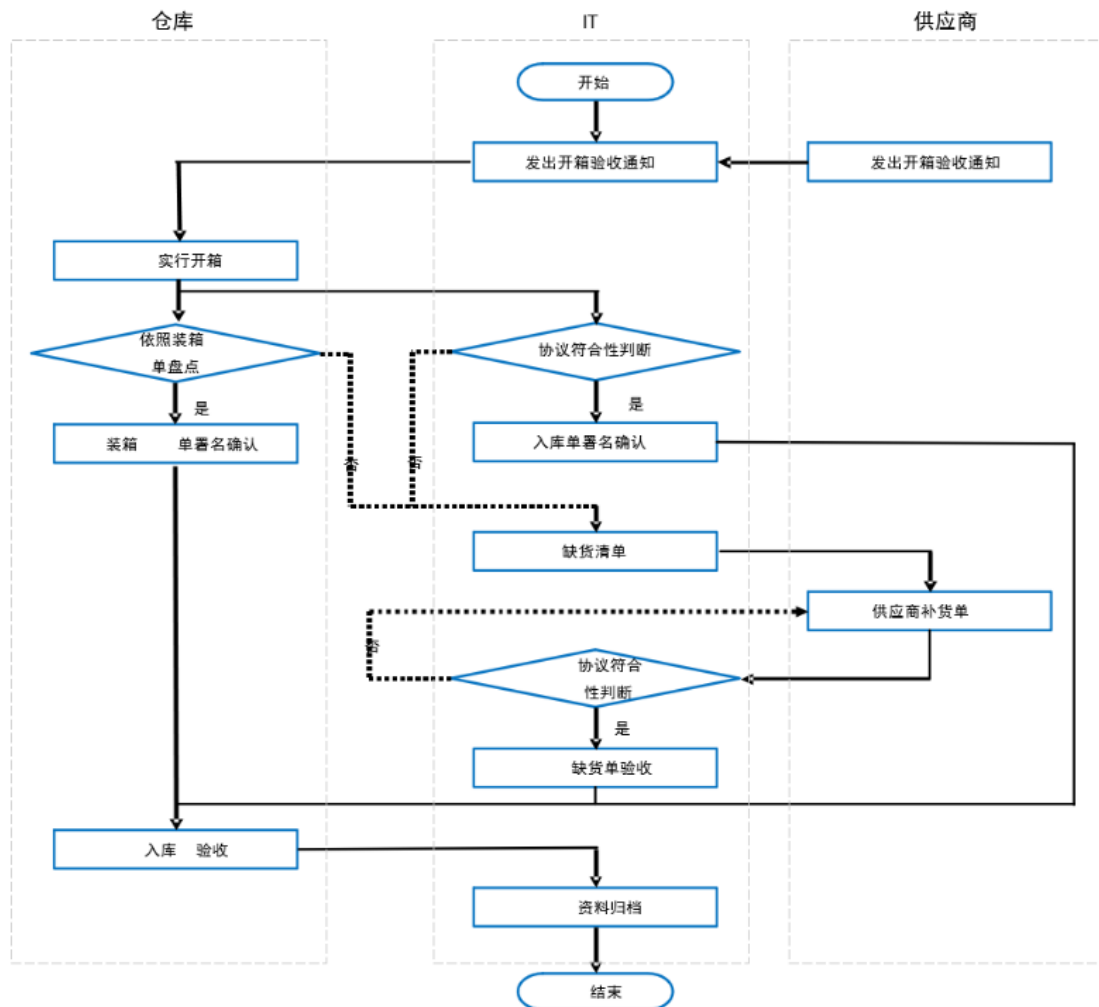 仓库
IT
供应商
开始
发出开箱验收通知
发出开箱验收通知
实行开箱
依照装箱
单盘点
协议符合性判断
是
是
装箱 单署名确认
入库单署名确认
否
否
缺货清单
供应商补货单
否
协议符合
性判断
是
缺货单验收
入库 验收
资料归档
结束